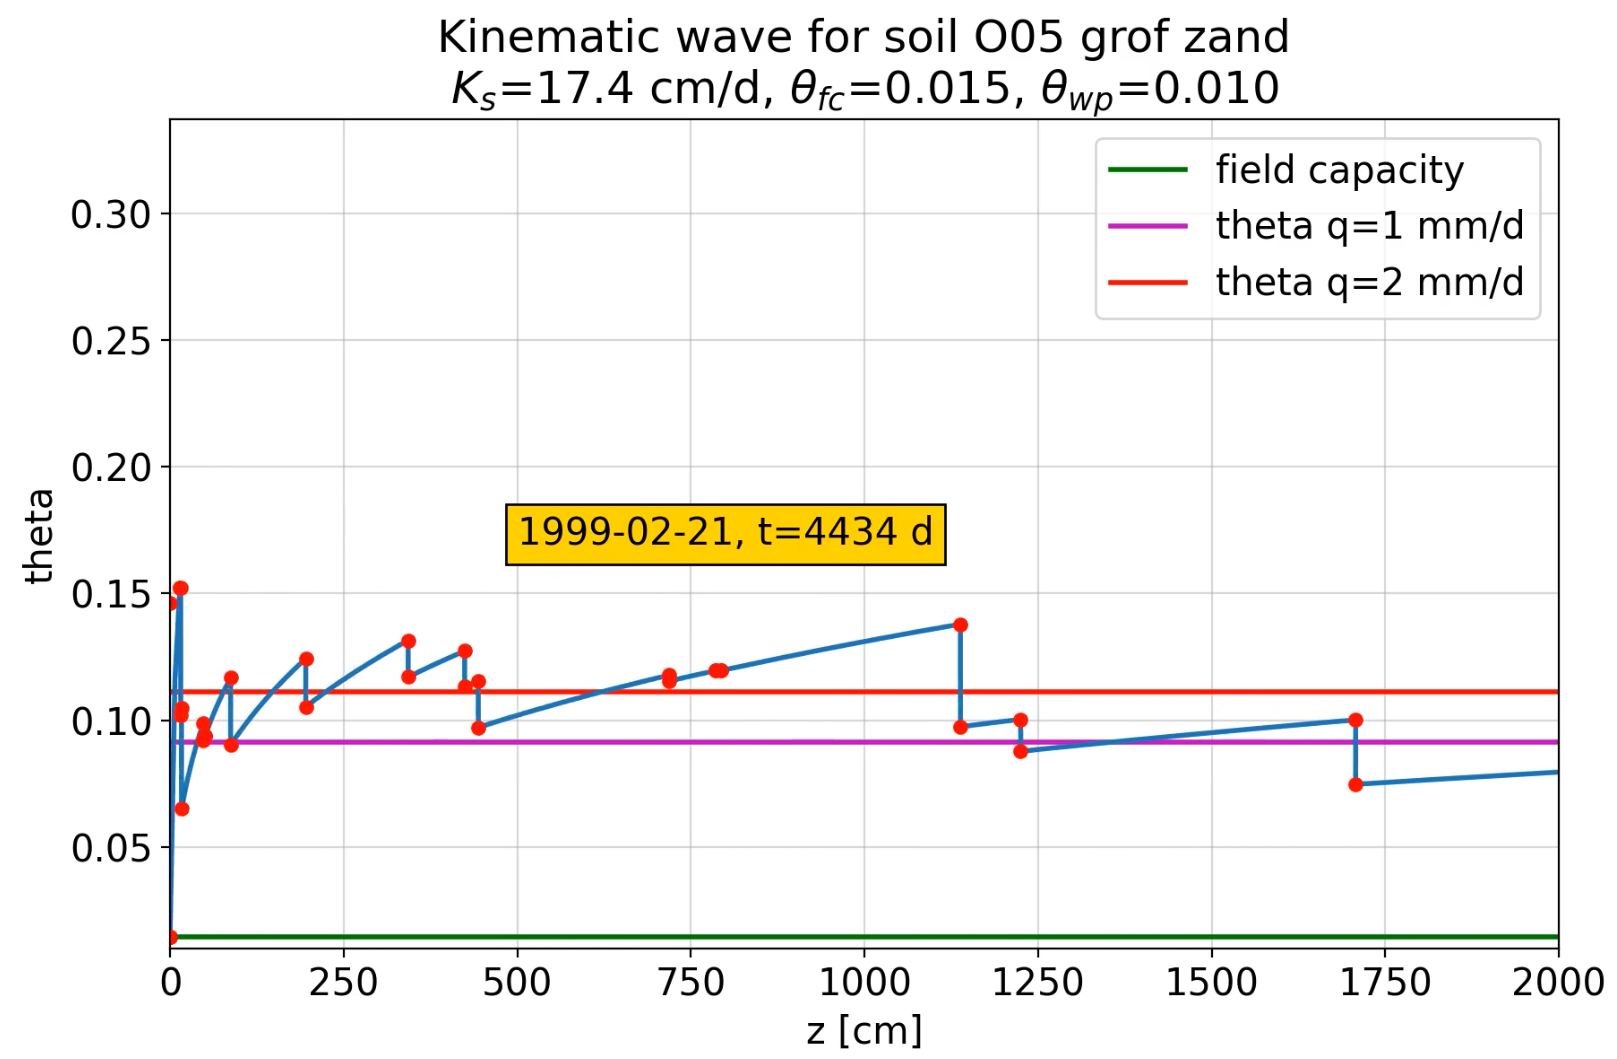 Kinematic wave for soil O05 grof zand
K_s=17.4 cm/d, θ_fc=0.015, θ_wp=0.010
field capacity
theta q=1 mm/d
theta q=2 mm/d
0.30
0.25
0.20
0.15
0.10
0.05
theta
1999-02-21, t=4434 d
0 250 500 750 1000 1250 1500 1750 2000
z [cm]